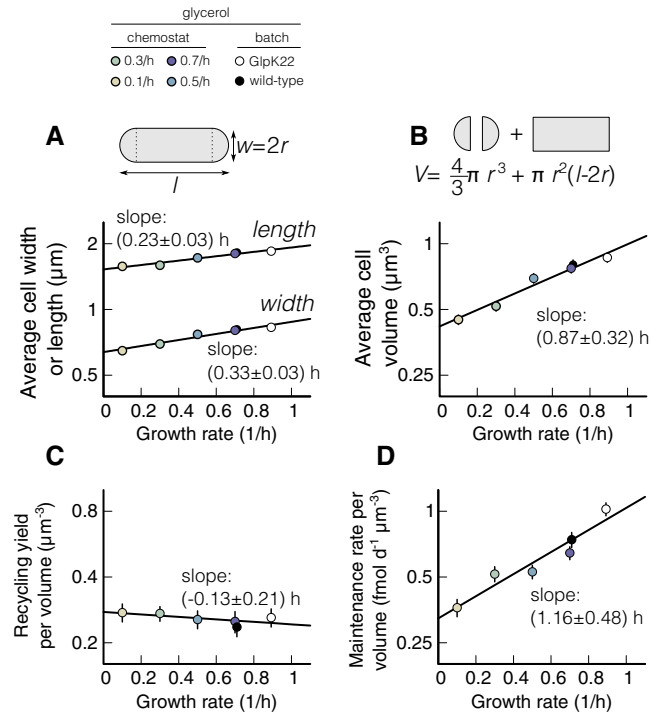 glycerol
chemostat batch
0.3/h 0.7/h GlpK22
0.1/h 0.5/h wild-type
A
w=2r
l
slope:
(0.23±0.03) h
length
width
slope:
(0.33±0.03) h
Average cell width
or length (μm)
2
1
0.5
0 0.2 0.4 0.6 0.8 1
Growth rate (1/h)
B
+
V= 4/3 π r³ + π r²(l-2r)
Average cell
volume (μm³)
1
0.5
0.25
slope:
(0.87±0.32) h
0 0.2 0.4 0.6 0.8 1
Growth rate (1/h)
C
Recycling yield
per volume (μm⁻³)
0.8
0.4
0.2
slope:
(-0.13±0.21) h
0 0.2 0.4 0.6 0.8 1
Growth rate (1/h)
D
Maintenance rate per
volume (fmol d⁻¹ μm⁻³)
1
0.5
0.25
slope:
(1.16±0.48) h
0 0.2 0.4 0.6 0.8 1
Growth rate (1/h)